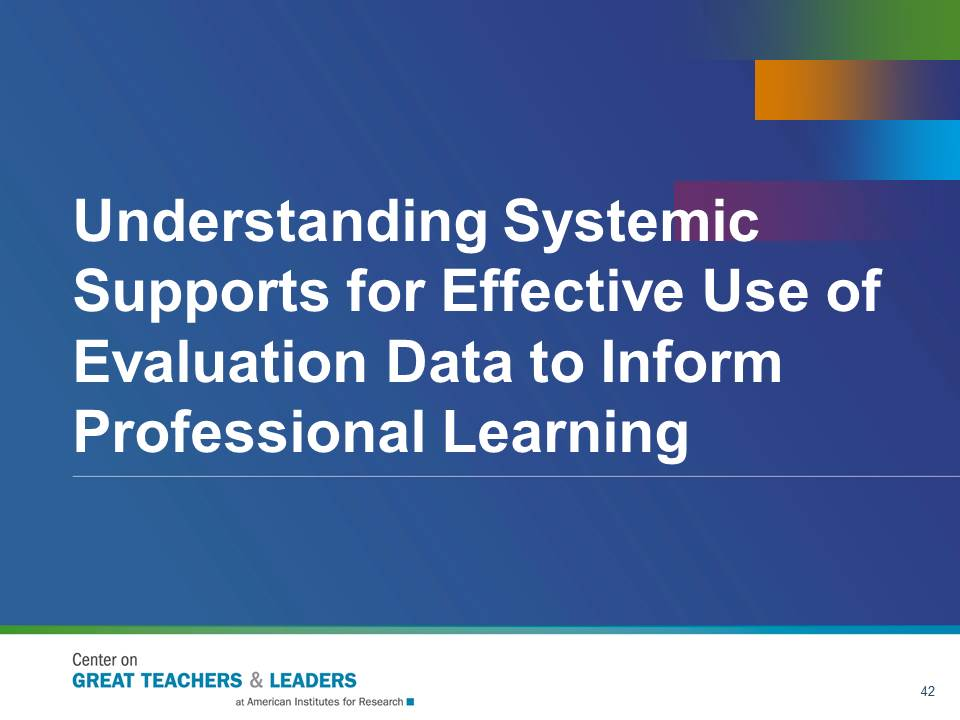 Understanding Systemic
Supports for Effective Use of
Evaluation Data to Inform
Professional Learning
Center on
GREAT TEACHERS & LEADERS
at American Institutes for Research
42